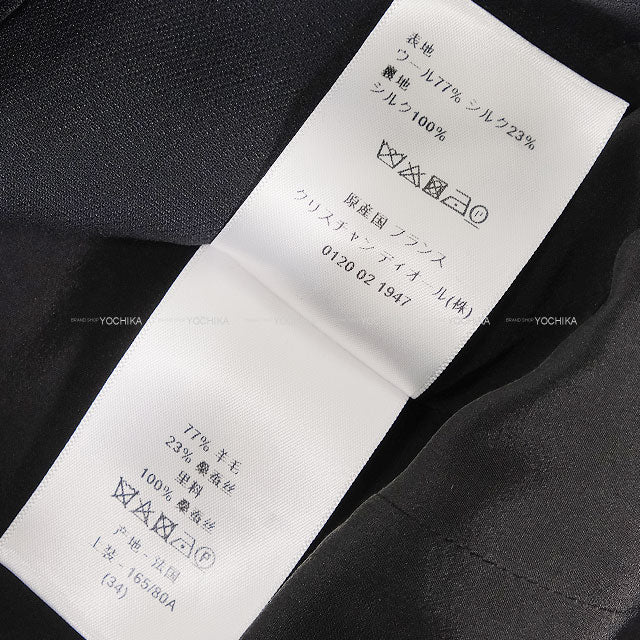 表地
ウール77% シルク23%
裏地
シルク100%
原産国 フランス
クリスチャン ディオール(株)
0120 02 1947
77% 羊毛
23% 桑蚕丝
里料
100% 桑蚕丝
产地 - 法国
上装 - 165/80A
(34)
BRAND SHOP YOCHIKA
BRAND SHOP YOCHIKA
BRAND SHOP YOCHIKA